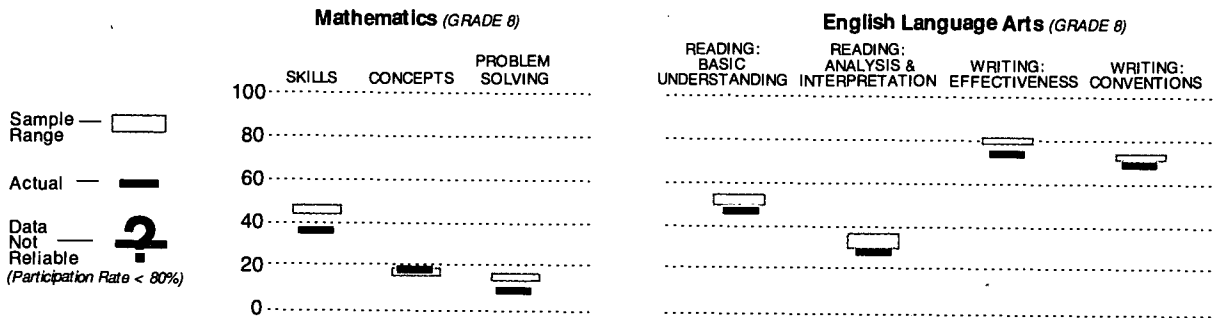 Mathematics (GRADE 8)
SKILLS
CONCEPTS
PROBLEM
SOLVING
English Language Arts (GRADE 8)
READING:
BASIC
UNDERSTANDING
READING:
ANALYSIS &
INTERPRETATION
WRITING:
EFFECTIVENESS
WRITING:
CONVENTIONS
Sample
Range
Actual
Data
Not
Reliable
(Participation Rate < 80%)
?
100
80
60
40
20
0